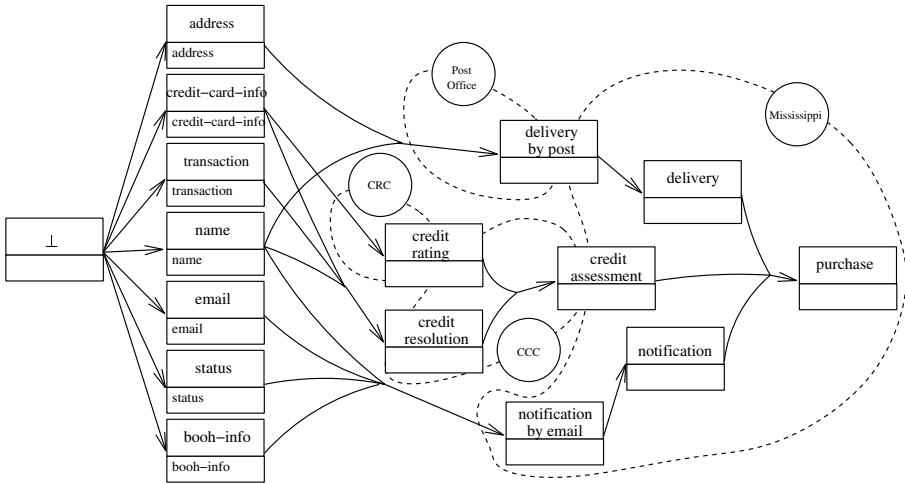 ⊥
address
address
credit-card-info
credit-card-info
transaction
transaction
name
name
email
email
status
status
booh-info
booh-info
Post
Office
CRC
credit
rating
credit
resolution
CCC
delivery
by post
credit
assessment
notification
by email
delivery
notification
Mississippi
purchase